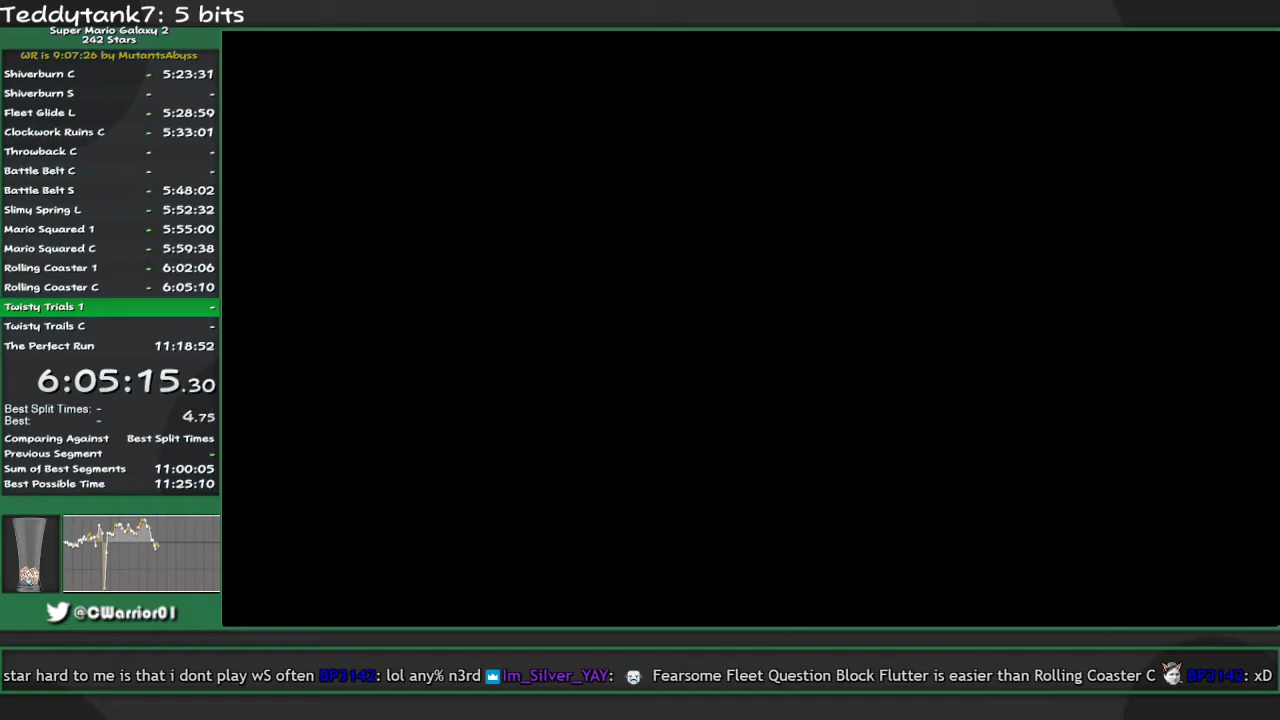 Teddytank7: 5 bits
Super Mario Galaxy 2
242 Stars
WR is 9:07:26 by MutantsAbyss
Shiverburn C - 5:23:31
Shiverburn S - -
Fleet Glide L - 5:28:59
Clockwork Ruins C - 5:33:01
Throwback C - -
Battle Belt C - -
Battle Belt S - 5:48:02
Slimy Spring L - 5:52:32
Mario Squared 1 - 5:55:00
Mario Squared C - 5:59:38
Rolling Coaster 1 - 6:02:06
Rolling Coaster C - 6:05:10
Twisty Trials 1 -
Twisty Trails C -
The Perfect Run 11:18:52
6:05:15.30
Best Split Times: -
Best: - 4.75
Comparing Against Best Split Times
Previous Segment -
Sum of Best Segments 11:00:05
Best Possible Time 11:25:10
@CWarrior01
star hard to me is that i dont play wS often BP3142: lol any% n3rd Im_Silver_YAY: Fearsome Fleet Question Block Flutter is easier than Rolling Coaster C BP3142: xD